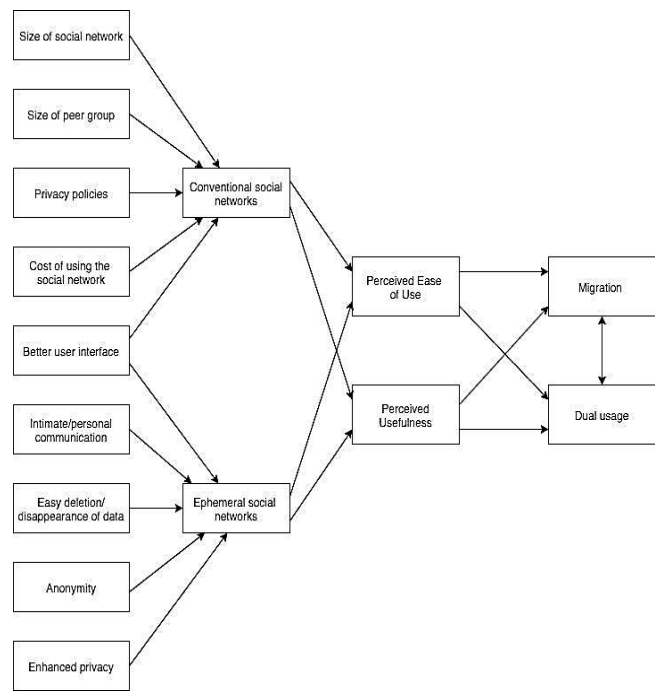 Size of social network
Size of peer group
Privacy policies
Cost of using the
social network
Better user interface
Intimate/personal
communication
Easy deletion/
disappearance of data
Anonymity
Enhanced privacy
Conventional social
networks
Ephemeral social
networks
Perceived Ease
of Use
Perceived
Usefulness
Migration
Dual usage